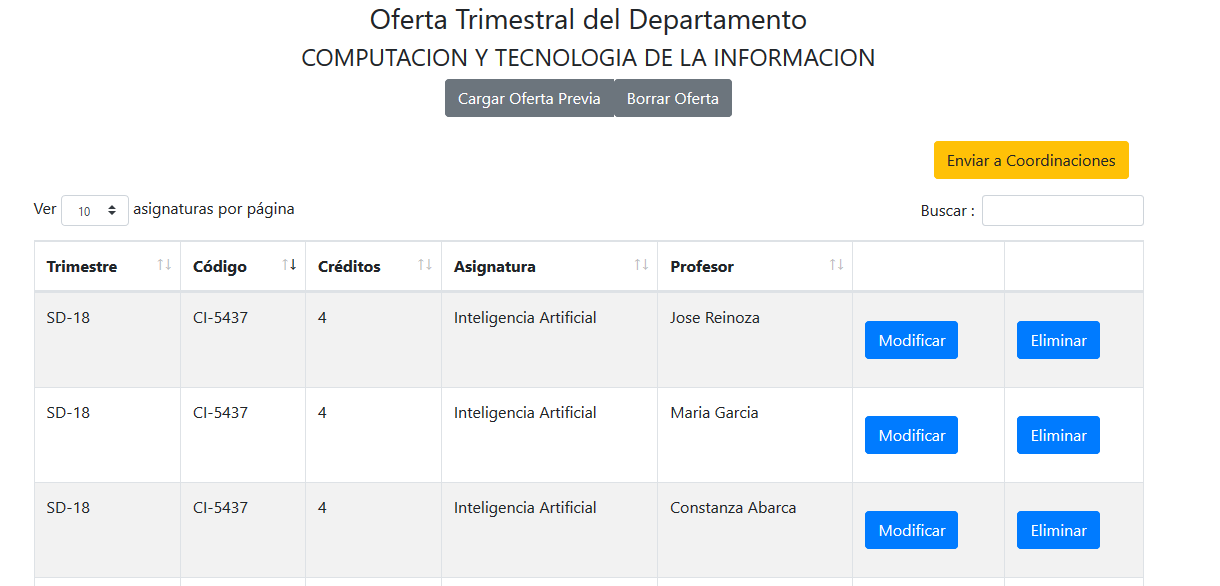 Oferta Trimestral del Departamento
COMPUTACION Y TECNOLOGIA DE LA INFORMACION
Cargar Oferta Previa Borrar Oferta
Enviar a Coordinaciones
Ver 10 asignaturas por página Buscar :
Trimestre Código Créditos Asignatura Profesor
SD-18 CI-5437 4 Inteligencia Artificial Jose Reinoza
Modificar Eliminar
SD-18 CI-5437 4 Inteligencia Artificial Maria Garcia
Modificar Eliminar
SD-18 CI-5437 4 Inteligencia Artificial Constanza Abarca
Modificar Eliminar